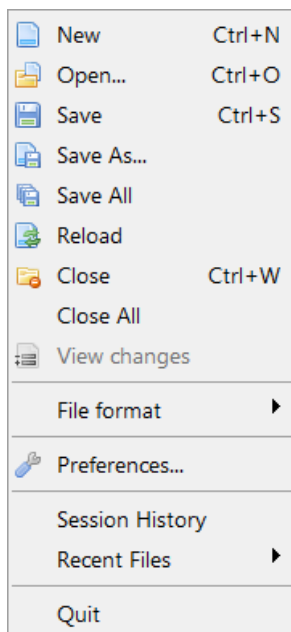 New Ctrl+N
Open... Ctrl+O
Save Ctrl+S
Save As...
Save All
Reload
Close Ctrl+W
Close All
View changes
File format
Preferences...
Session History
Recent Files
Quit